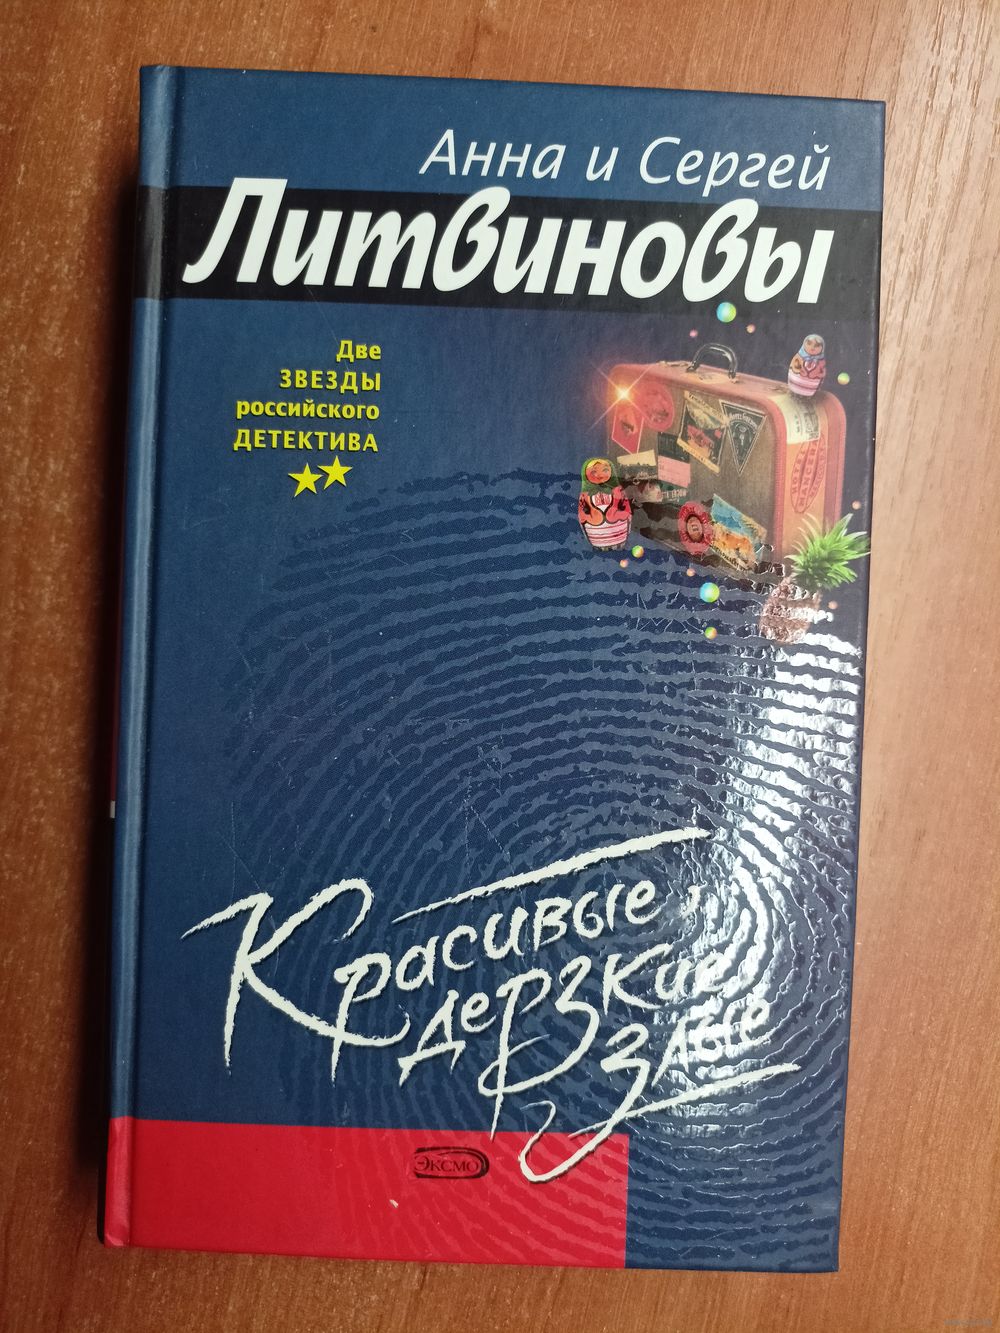 Анна и Сергей
Литвиновы
Две
ЗВЕЗДЫ
российского
ДЕТЕКТИВА
Красивые,
дерзкие,
злые
ЭКСМО